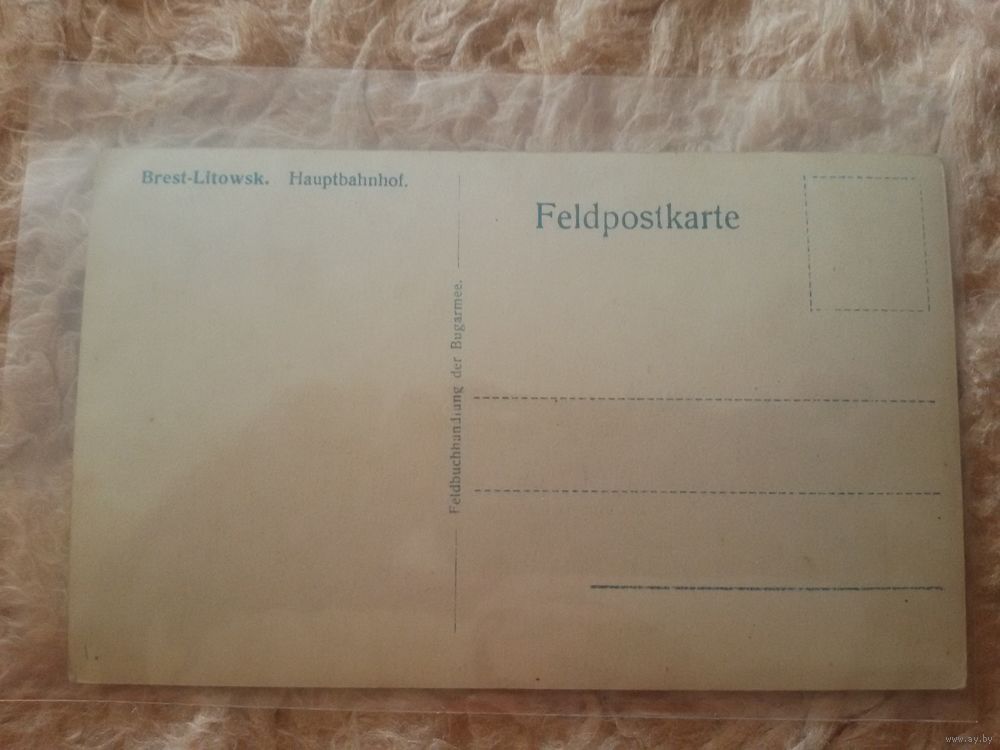 Brest-Litowsk. Hauptbahnhof.
Feldpostkarte
Feldbuchhandlung der Bugarmee.
www.ay.by